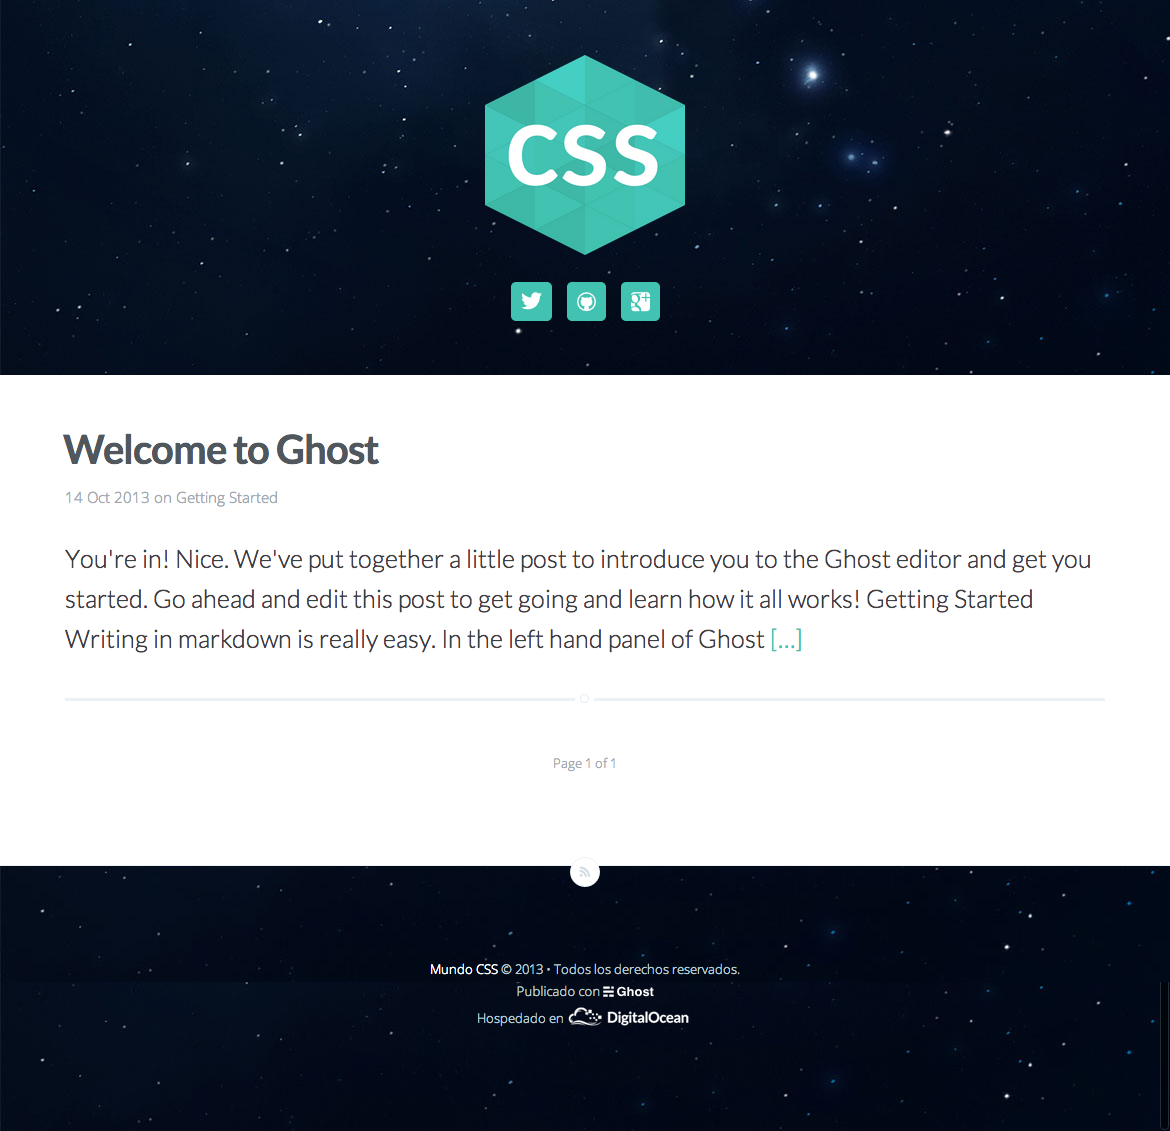 CSS
Welcome to Ghost
14 Oct 2013 on Getting Started
You're in! Nice. We've put together a little post to introduce you to the Ghost editor and get you
started. Go ahead and edit this post to get going and learn how it all works! Getting Started
Writing in markdown is really easy. In the left hand panel of Ghost [...]
Page 1 of 1
Mundo CSS © 2013 • Todos los derechos reservados.
Publicado con Ghost
Hospedado en DigitalOcean